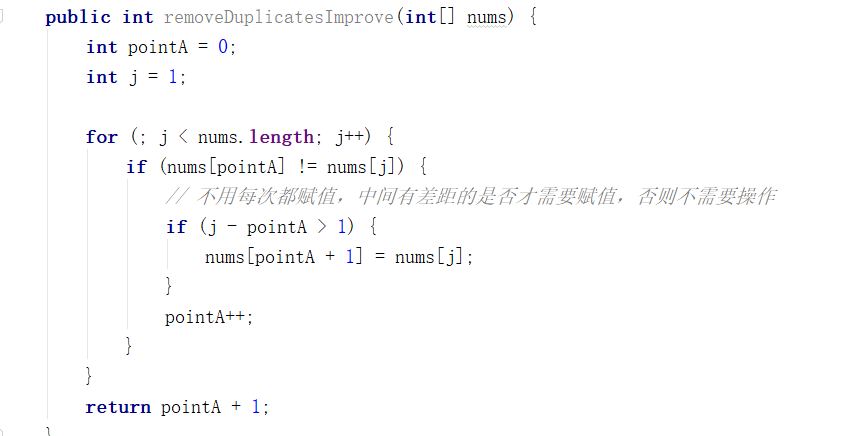 public int removeDuplicatesImprove(int[] nums) {
    int pointA = 0;
    int j = 1;

    for (; j < nums.length; j++) {
        if (nums[pointA] != nums[j]) {
            // 不用每次都赋值，中间有差距的是否才需要赋值，否则不需要操作
            if (j - pointA > 1) {
                nums[pointA + 1] = nums[j];
            }
            pointA++;
        }
    }
    return pointA + 1;
}